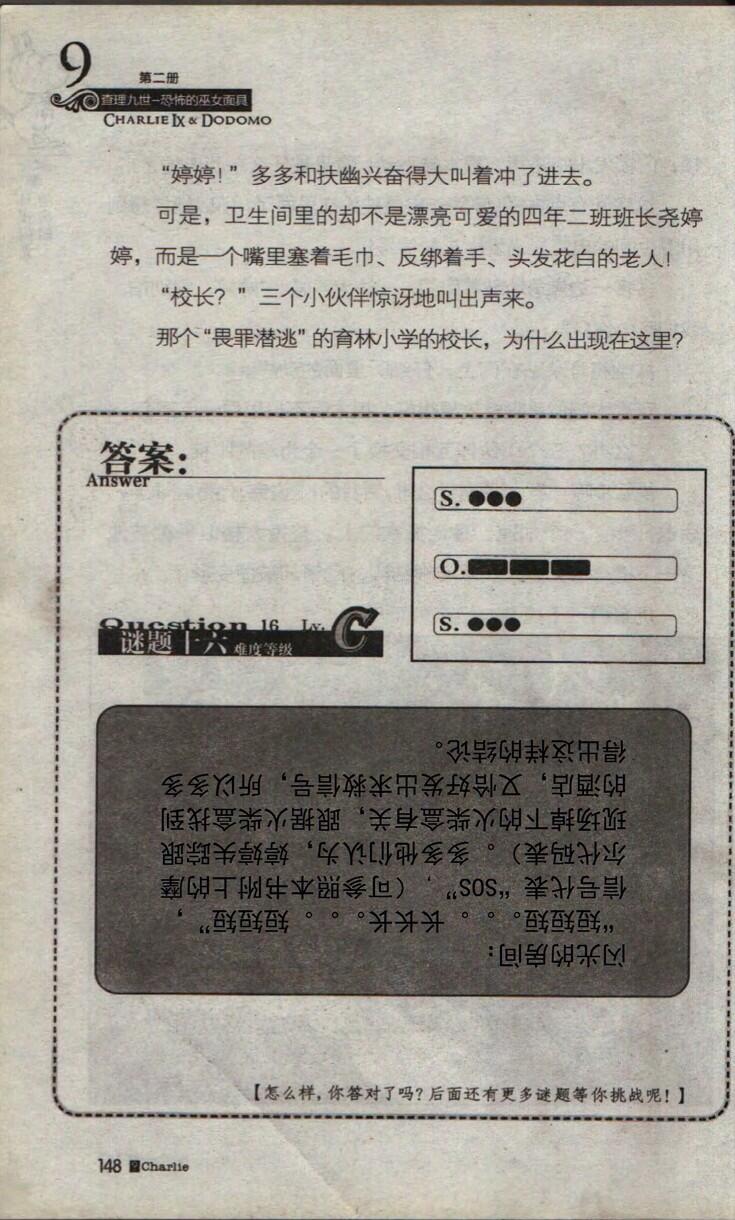 9
第二册
查理九世-恐怖的巫女面具
CHARLIE IX & DODOMO
“婷婷！”多多和扶幽兴奋得大叫着冲了进去。
可是，卫生间里的却不是漂亮可爱的四年二班班长尧婷
婷，而是一个嘴里塞着毛巾、反绑着手、头发花白的老人！
“校长？”三个小伙伴惊讶地叫出声来。
那个“畏罪潜逃”的育林小学的校长，为什么出现在这里？
答案：
Answer
S. ●●●
O. ▬▬▬
S. ●●●
Question 16 Lv. C
谜题十六 难度等级
闪光的房间：
“短短短。。。长长长。。。短短短”，
信号代表“SOS”，（可参照本书附上的摩
尔代码表）。多多他们认为，婷婷失踪跟
现场掉下的火柴盒有关，跟据火柴盒找到
的酒店，又恰好发出求救信号，所以多多
得出这样的结论。
【怎么样，你答对了吗？后面还有更多谜题等你挑战呢！】
148 Charlie